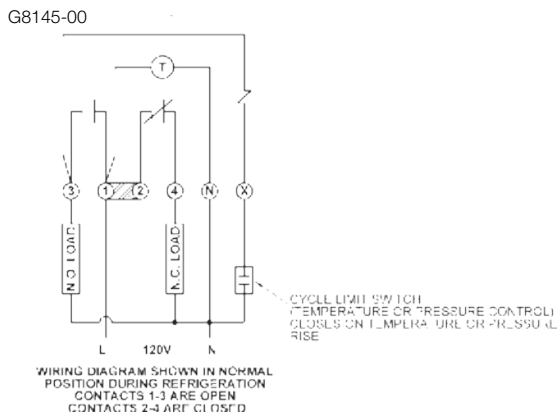 G8145-00
T
3 1 2 4 N X
N.O. LOAD
N.C. LOAD
CYCLE LIMIT SWITCH
(TEMPERATURE OR PRESSURE CONTROL)
CLOSES ON TEMPERATURE OR PRESSURE
RISE
L 120V N
WIRING DIAGRAM SHOWN IN NORMAL
POSITION DURING REFRIGERATION
CONTACTS 1-3 ARE OPEN
CONTACTS 2-4 ARE CLOSED